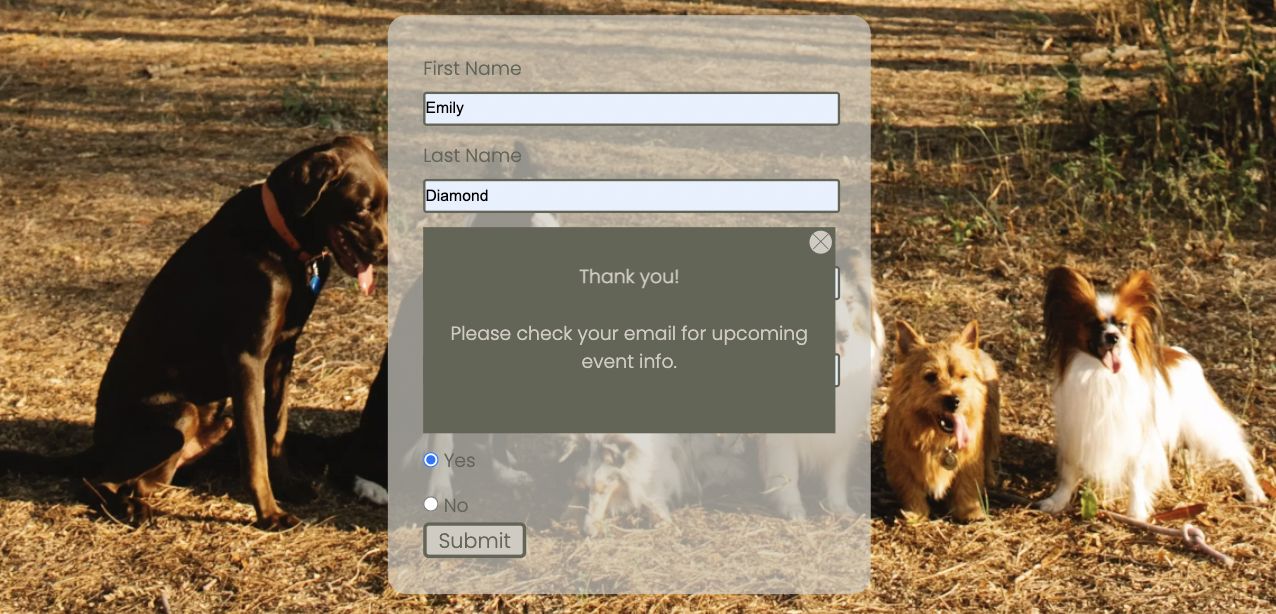 First Name
Emily
Last Name
Diamond
Thank you!
Please check your email for upcoming
event info.
Yes
No
Submit